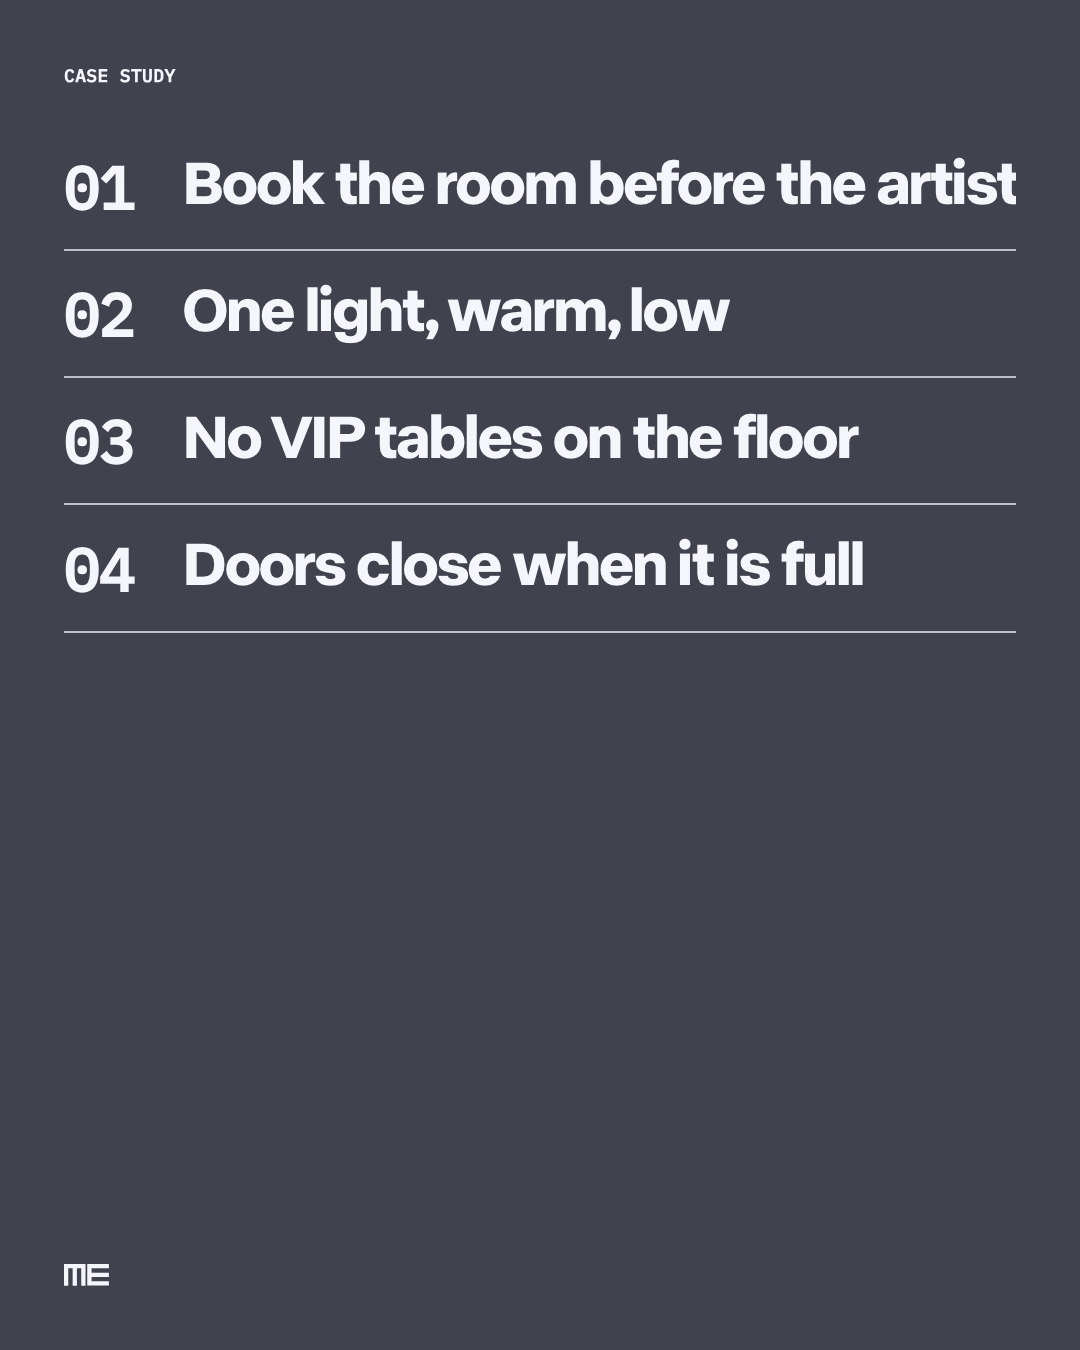 CASE STUDY
01 Book the room before the artist
02 One light, warm, low
03 No VIP tables on the floor
04 Doors close when it is full
ME